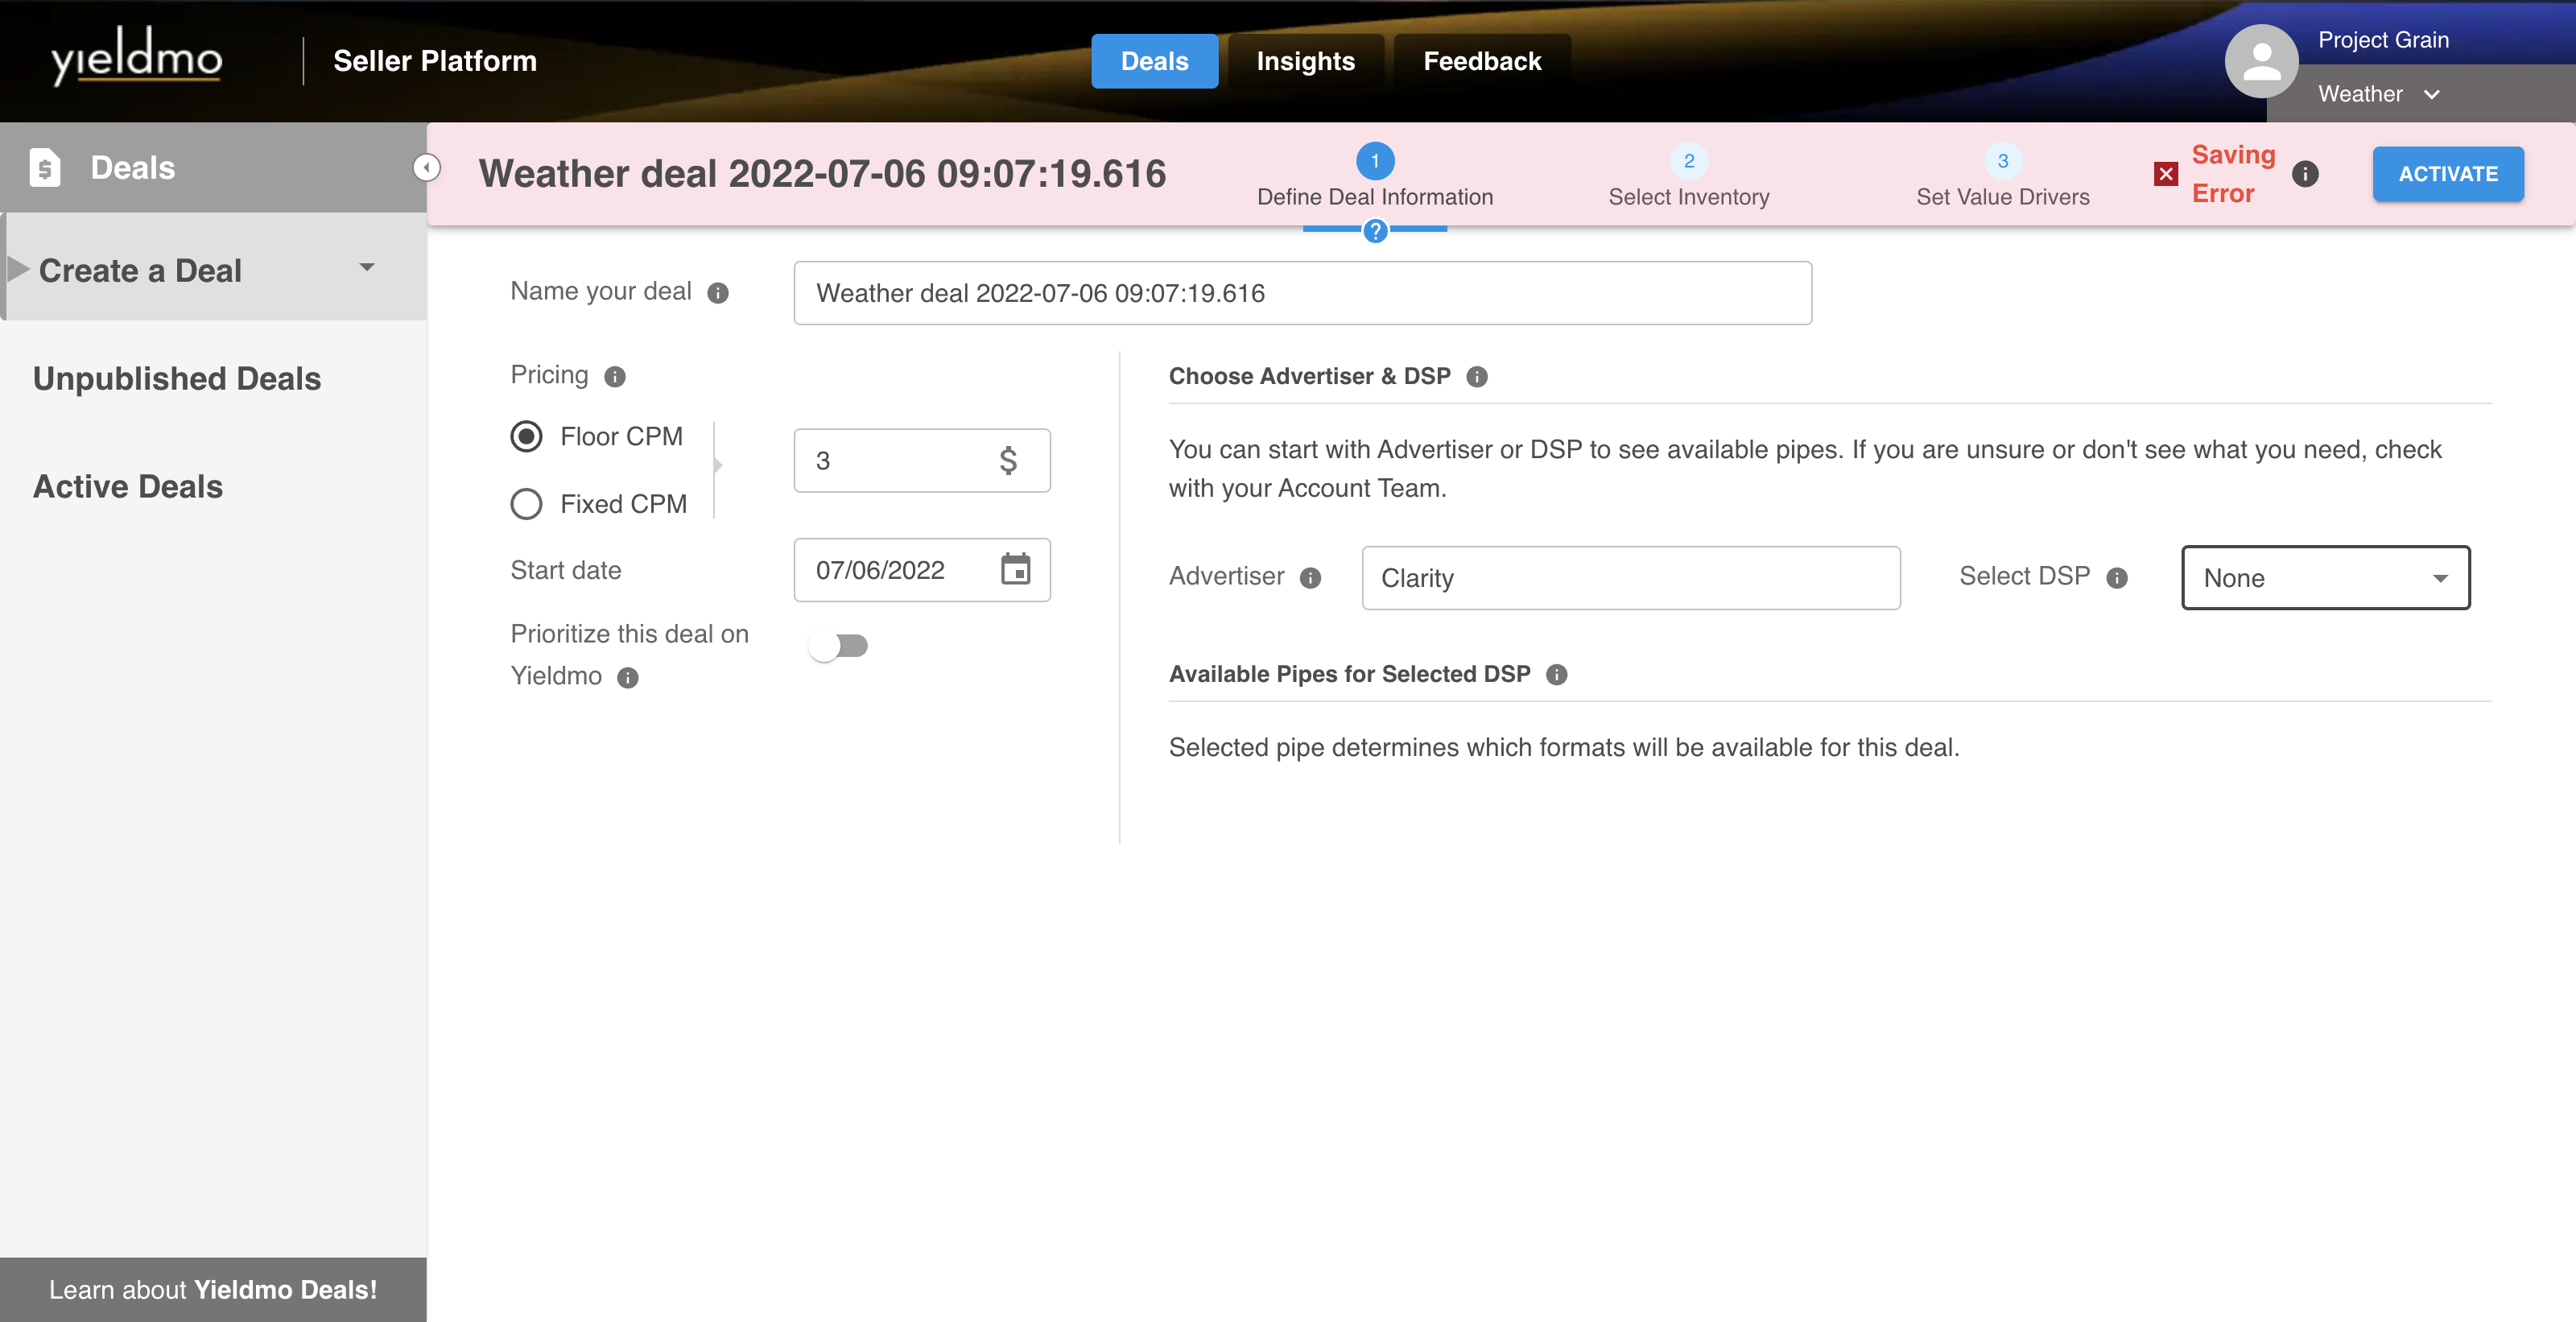 yieldmo
Seller Platform
Deals
Insights
Feedback
Project Grain
Weather
Deals
Create a Deal
Unpublished Deals
Active Deals
Learn about Yieldmo Deals!
Weather deal 2022-07-06 09:07:19.616
1
Define Deal Information
?
2
Select Inventory
3
Set Value Drivers
Saving
Error
ACTIVATE
Name your deal
Weather deal 2022-07-06 09:07:19.616
Pricing
Floor CPM
Fixed CPM
3 $
Start date
07/06/2022
Prioritize this deal on
Yieldmo
Choose Advertiser & DSP
You can start with Advertiser or DSP to see available pipes. If you are unsure or don't see what you need, check
with your Account Team.
Advertiser
Clarity
Select DSP
None
Available Pipes for Selected DSP
Selected pipe determines which formats will be available for this deal.